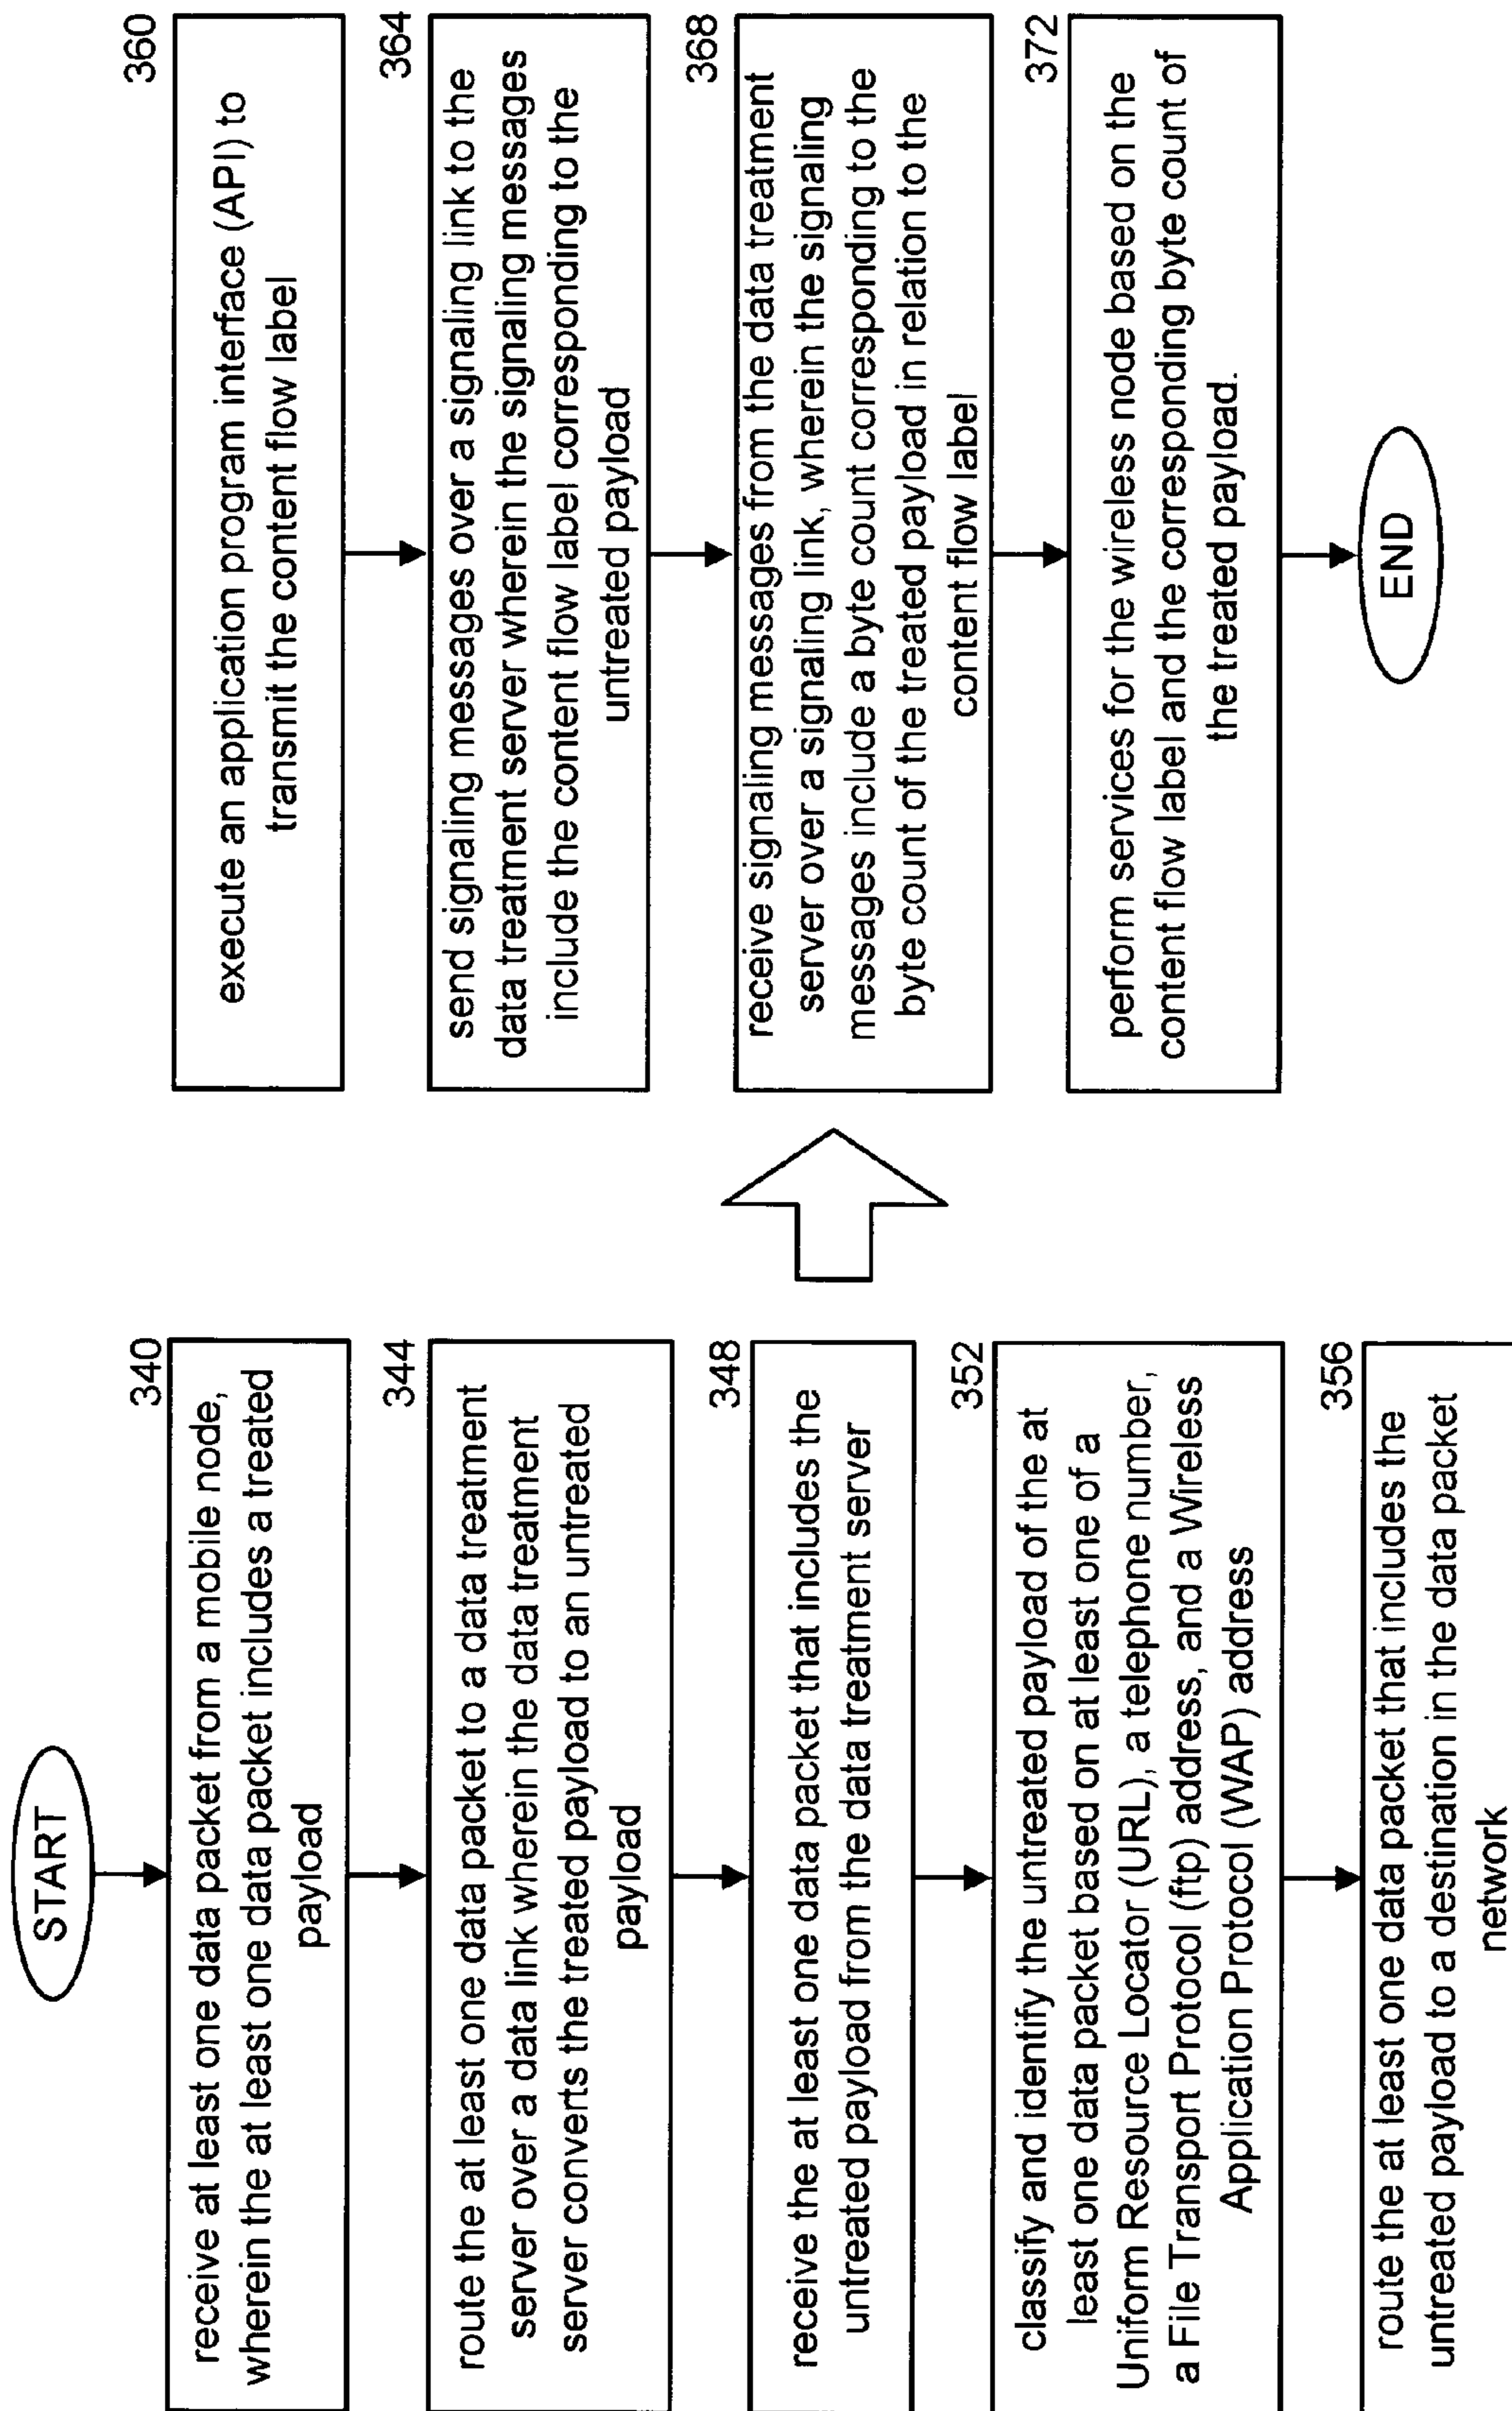 START
340
receive at least one data packet from a mobile node,
wherein the at least one data packet includes a treated
payload
344
route the at least one data packet to a data treatment
server over a data link wherein the data treatment
server converts the treated payload to an untreated
payload
348
receive the at least one data packet that includes the
untreated payload from the data treatment server
352
classify and identify the untreated payload of the at
least one data packet based on at least one of a
Uniform Resource Locator (URL), a telephone number,
a File Transport Protocol (ftp) address, and a Wireless
Application Protocol (WAP) address
356
route the at least one data packet that includes the
untreated payload to a destination in the data packet
network
360
execute an application program interface (API) to
transmit the content flow label
364
send signaling messages over a signaling link to the
data treatment server wherein the signaling messages
include the content flow label corresponding to the
untreated payload
368
receive signaling messages from the data treatment
server over a signaling link, wherein the signaling
messages include a byte count corresponding to the
byte count of the treated payload in relation to the
content flow label
372
perform services for the wireless node based on the
content flow label and the corresponding byte count of
the treated payload.
END